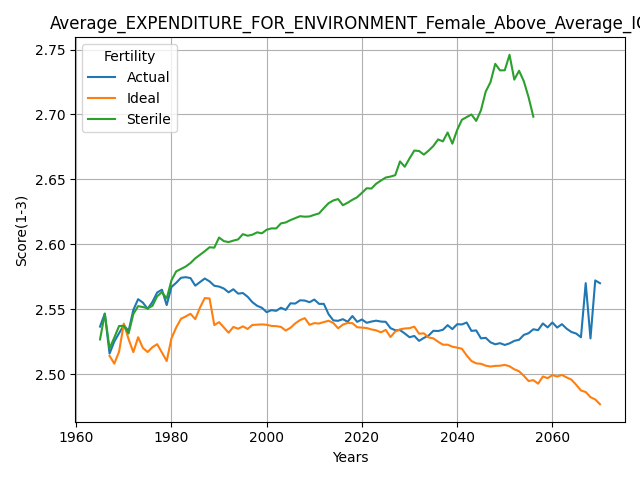 Average_EXPENDITURE_FOR_ENVIRONMENT_Female_Above_Average_IQ
Fertility
Actual
Ideal
Sterile
Score(1-3)
2.75
2.70
2.65
2.60
2.55
2.50
1960 1980 2000 2020 2040 2060
Years